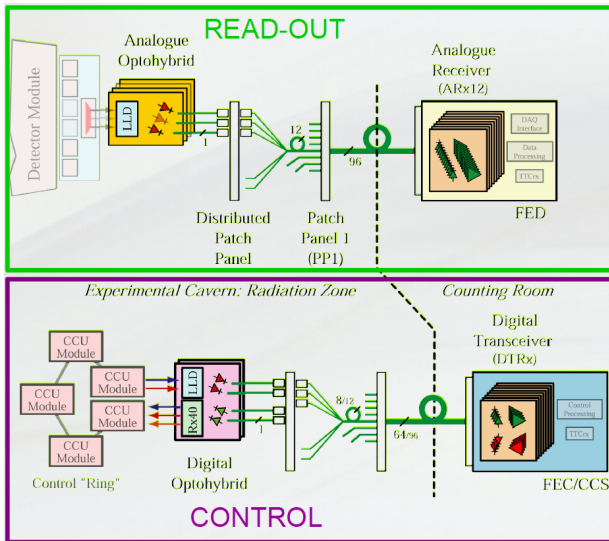 READ-OUT
Analogue
Optohybrid
Detector Module
LLD
1
12
96
Analogue
Receiver
(ARx12)
DAQ
Interface
Data
Processing
TTCrx
FED
Distributed
Patch
Panel
Patch
Panel 1
(PP1)
Experimental Cavern: Radiation Zone
Counting Room
CCU
Module
CCU
Module
CCU
Module
CCU
Module
CCU
Module
Control "Ring"
LLD
Rx40
1
Digital
Optohybrid
8/12
64/96
Digital
Transceiver
(DTRx)
Control
Processing
TTCrx
FEC/CCS
CONTROL